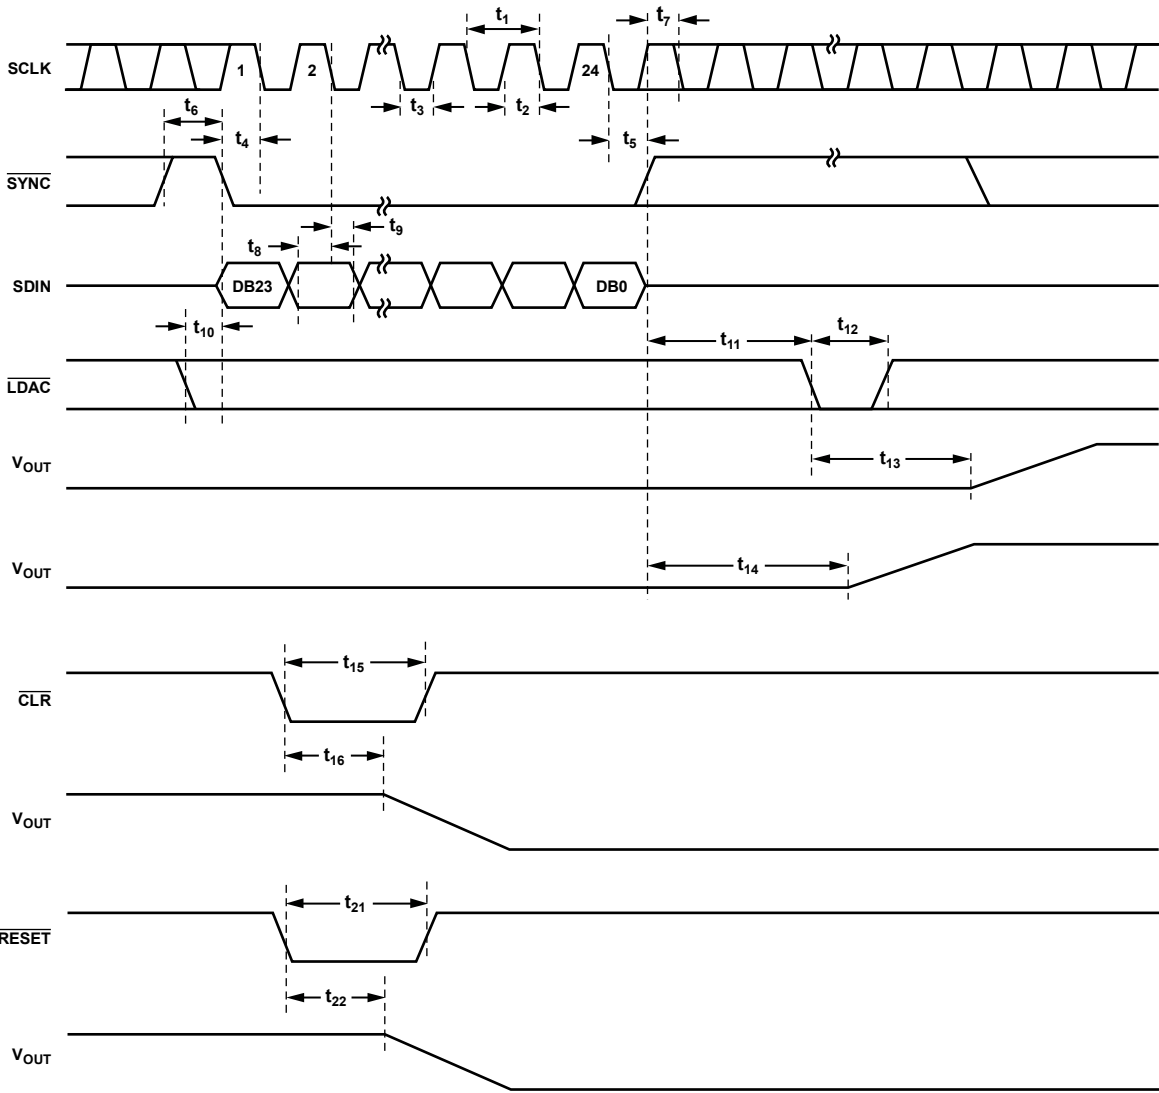 t1
t7
SCLK
1
2
24
t3
t2
t6
t4
t5
SYNC
t9
t8
SDIN
DB23
DB0
t10
t11
t12
LDAC
VOUT
t13
VOUT
t14
t15
CLR
t16
VOUT
t21
RESET
t22
VOUT